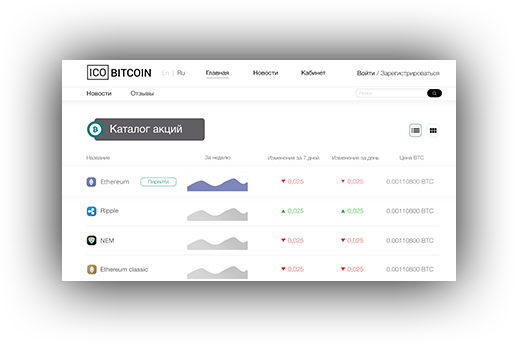 ICO BITCOIN En | Ru Главная Новости Кабинет Войти / Зарегистрироваться
Новости Отзывы Поиск
Каталог акций
Название За неделю Изменение за 7 дней Изменение за день Цена BTC
Ethereum Перейти ▼ 0,025 ▼ 0,025 0.00110800 BTC
Ripple ▲ 0,025 ▲ 0,025 0.00110800 BTC
NEM ▼ 0,025 ▼ 0,025 0.00110800 BTC
Ethereum classic ▼ 0,025 ▼ 0,025 0.00110800 BTC